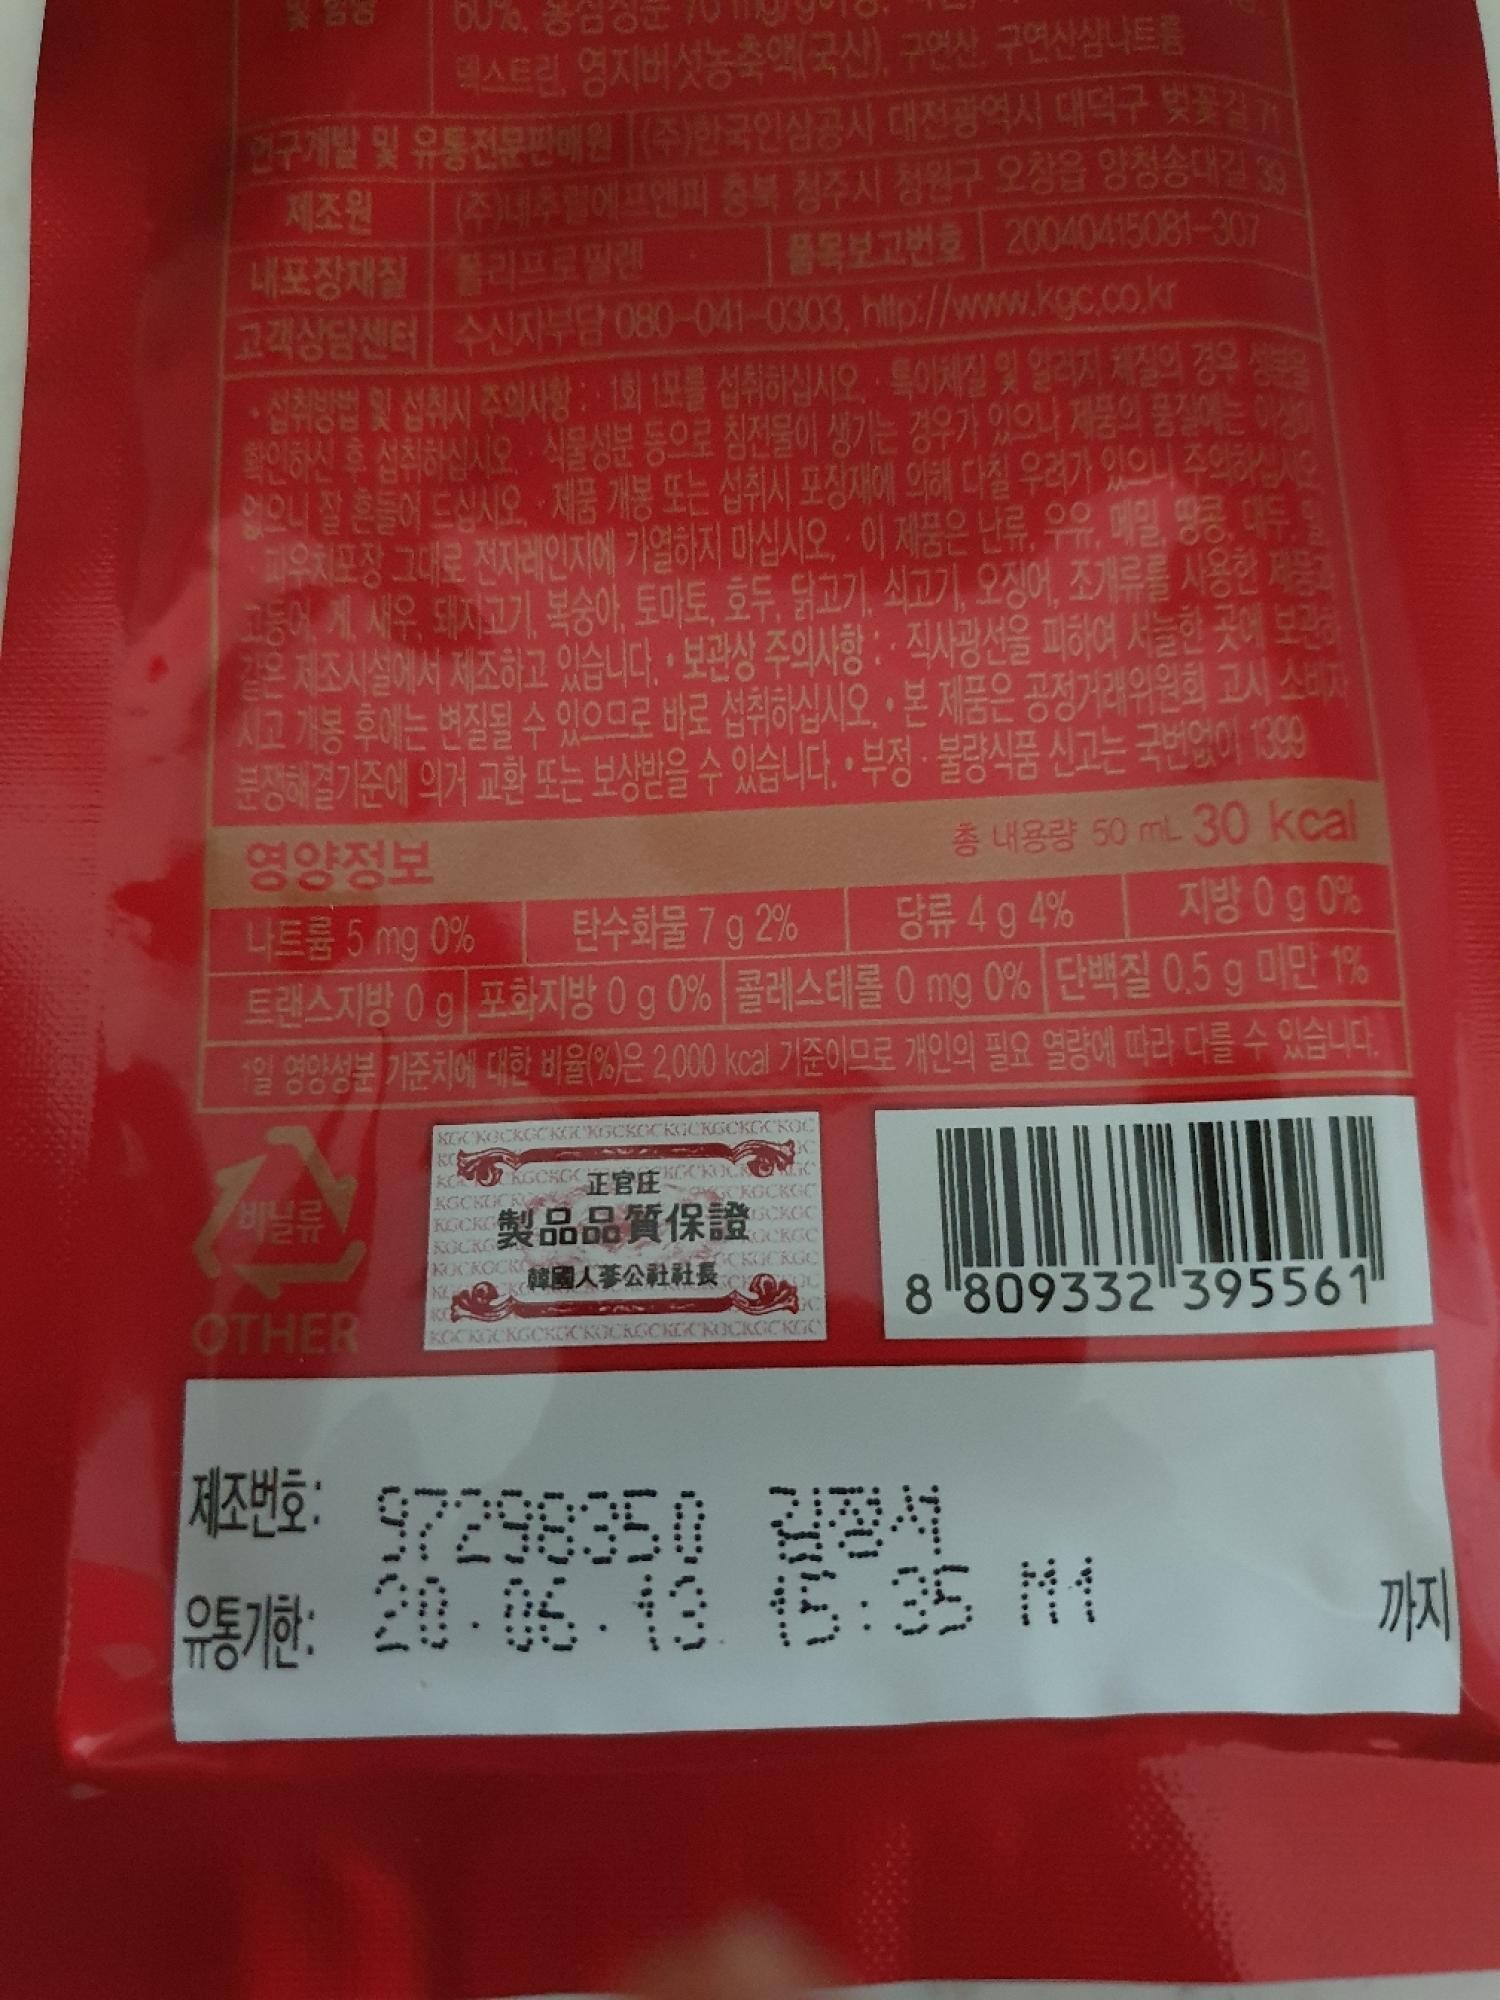 및 함량
60%, 홍삼성분 70 mg/g이상,
덱스트린, 영지버섯농축액(국산), 구연산, 구연산삼나트륨
연구개발 및 유통전문판매원 (주)한국인삼공사 대전광역시 대덕구 벚꽃길 71
제조원 (주)내추럴에프앤피 충북 청주시 청원구 오창읍 양청송대길 39
내포장재질 폴리프로필렌 품목보고번호 20040415081-307
고객상담센터 수신자부담 080-041-0303, http://www.kgc.co.kr
• 섭취방법 및 섭취시 주의사항 : · 1회 1포를 섭취하십시오. · 특이체질 및 알러지 체질의 경우 성분을
확인하신 후 섭취하십시오. · 식물성분 등으로 침전물이 생기는 경우가 있으나 제품의 품질에는 이상이
없으니 잘 흔들어 드십시오. · 제품 개봉 또는 섭취시 포장재에 의해 다칠 우려가 있으니 주의하십시오.
· 파우치포장 그대로 전자레인지에 가열하지 마십시오. · 이 제품은 난류, 우유, 메밀, 땅콩, 대두, 밀,
고등어, 게, 새우, 돼지고기, 복숭아, 토마토, 호두, 닭고기, 쇠고기, 오징어, 조개류를 사용한 제품과
같은 제조시설에서 제조하고 있습니다. • 보관상 주의사항 : · 직사광선을 피하여 서늘한 곳에 보관하
시고 개봉 후에는 변질될 수 있으므로 바로 섭취하십시오. • 본 제품은 공정거래위원회 고시 소비자
분쟁해결기준에 의거 교환 또는 보상받을 수 있습니다. • 부정 · 불량식품 신고는 국번없이 1399
영양정보 총 내용량 50 mL 30 kcal
나트륨 5 mg 0% 탄수화물 7 g 2% 당류 4 g 4% 지방 0 g 0%
트랜스지방 0 g 포화지방 0 g 0% 콜레스테롤 0 mg 0% 단백질 0.5 g 미만 1%
1일 영양성분 기준치에 대한 비율(%)은 2,000 kcal 기준이므로 개인의 필요 열량에 따라 다를 수 있습니다.
비닐류
OTHER
正官庄
製品品質保證
韓國人蔘公社社長
8 809332 395561
제조번호: 97298350 김정서
유통기한: 20.06.13 15:35 M1 까지